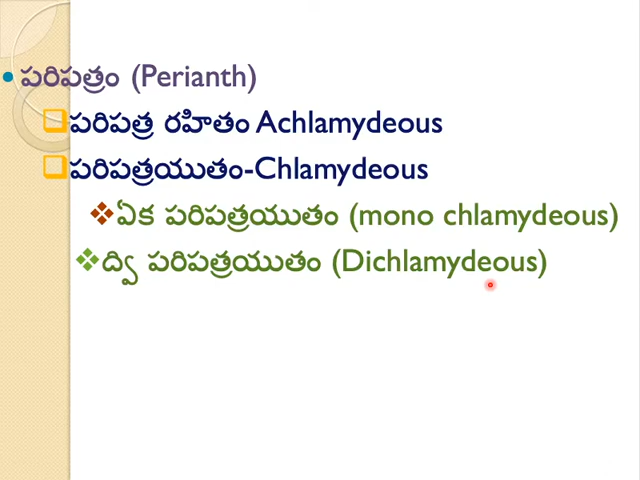 పరిపత్రం (Perianth)
పరిపత్ర రహితం Achlamydeous
పరిపత్రయుతం-Chlamydeous
ఏక పరిపత్రయుతం (mono chlamydeous)
ద్వి పరిపత్రయుతం (Dichlamydeous)